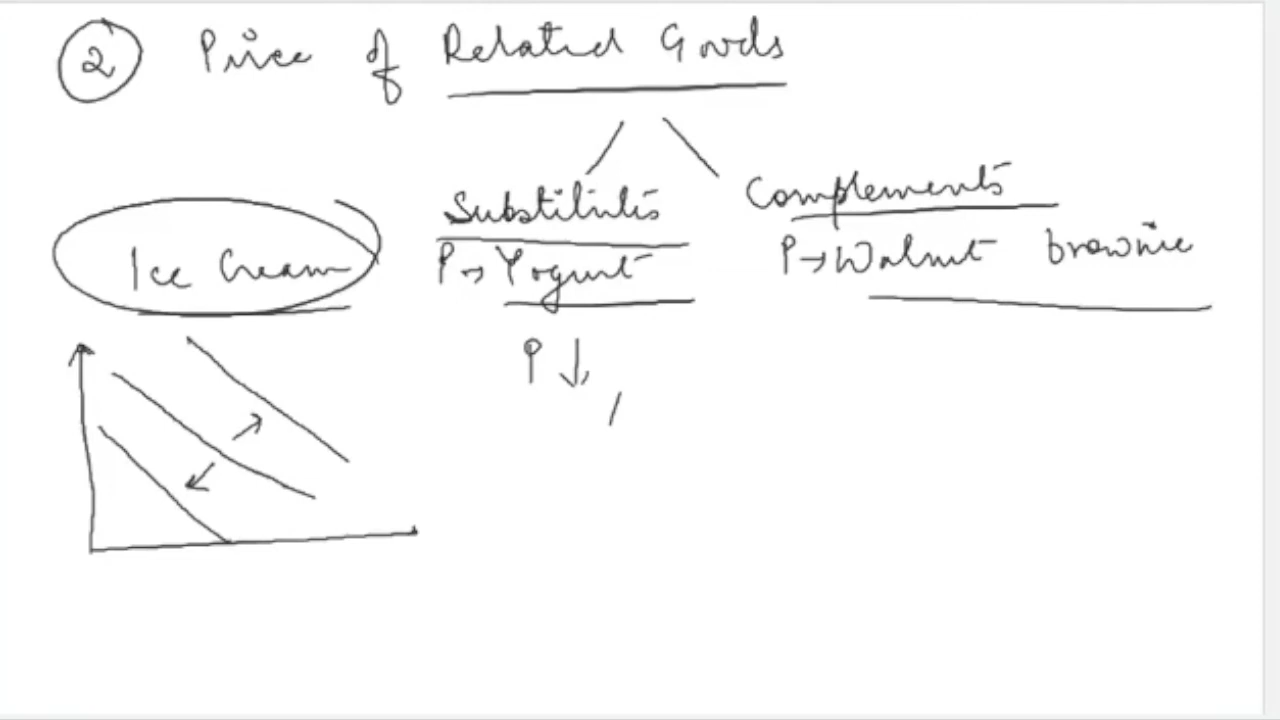 ② Price of Related Goods
Substitutes
Complements
Ice Cream
P → Yogurt
P → Walnut brownie
P ↓,